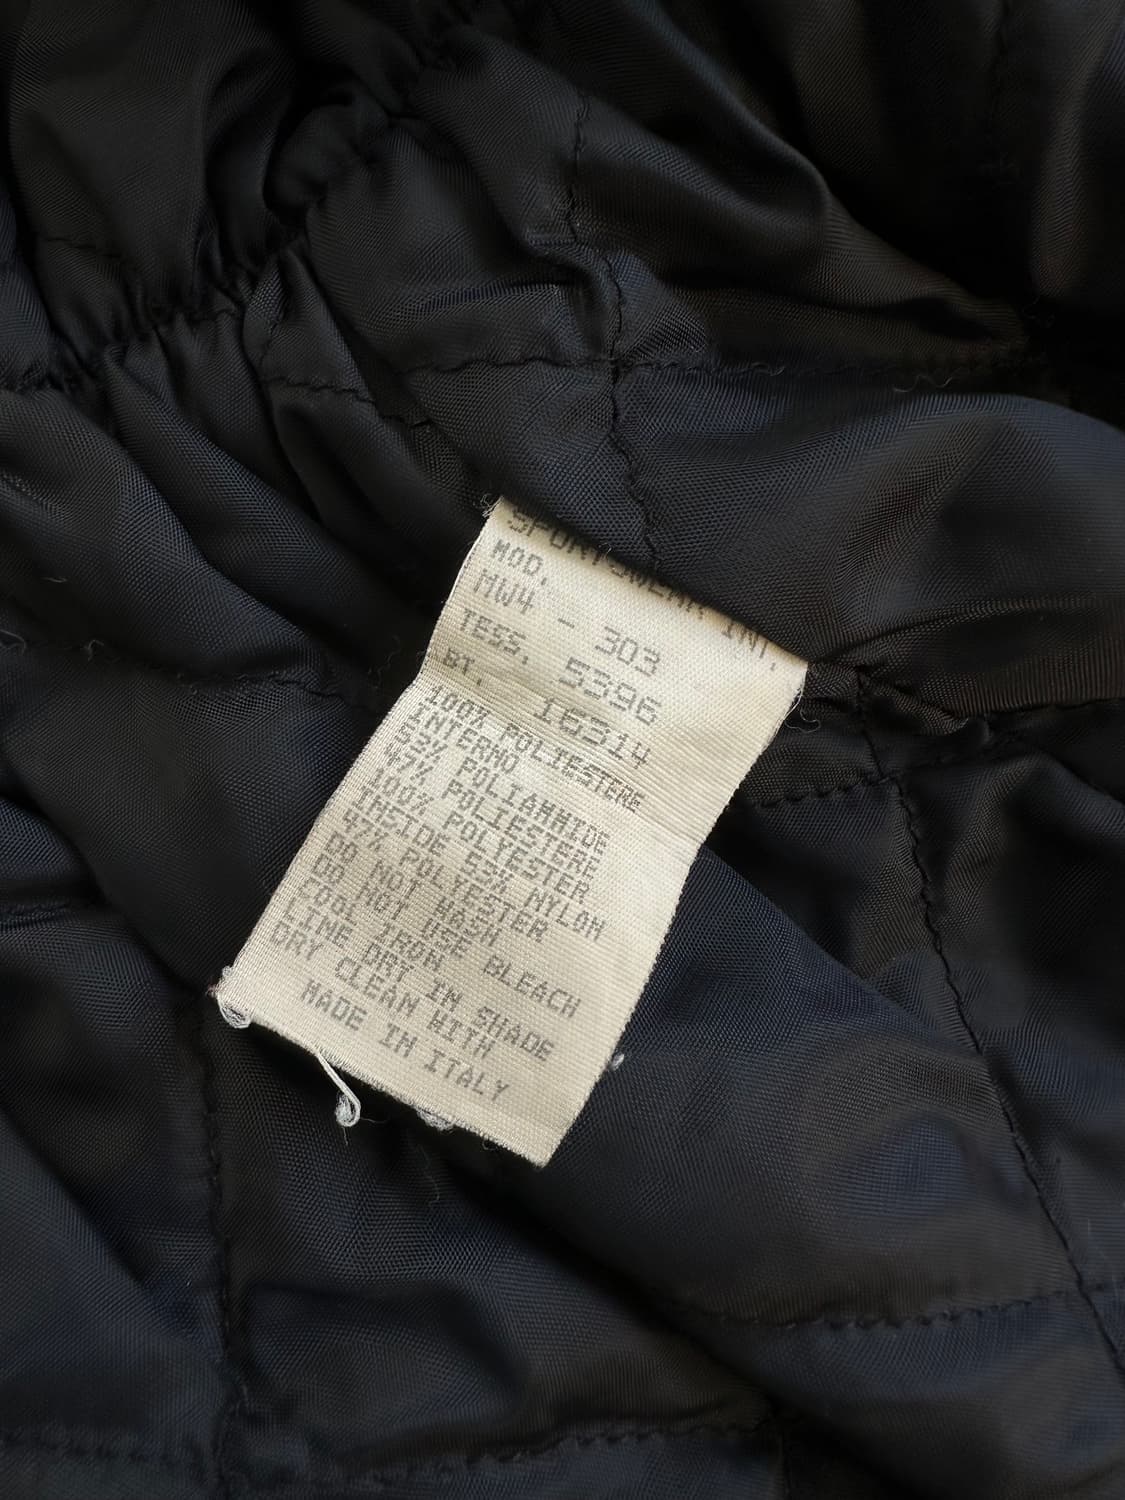 SPORTSWEAR INT.
MOD.
MW4 - 303
TESS. 5396
BT. 16314
100% POLIESTERE
INTERNO
53% POLIAMMIDE
47% POLIESTERE
100% POLYESTER
INSIDE 53% NYLON
47% POLYESTER
DO NOT WASH
DO NOT USE BLEACH
COOL IRON
LINE DRY IN SHADE
DRY CLEAN WITH
MADE IN ITALY